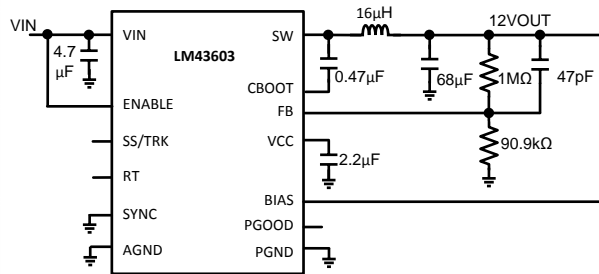 VIN
4.7
µF
VIN
LM43603
SW
16µH
12VOUT
0.47µF
CBOOT
68µF
1MΩ
47pF
ENABLE
FB
SS/TRK
VCC
2.2µF
90.9kΩ
RT
BIAS
SYNC
PGOOD
AGND
PGND